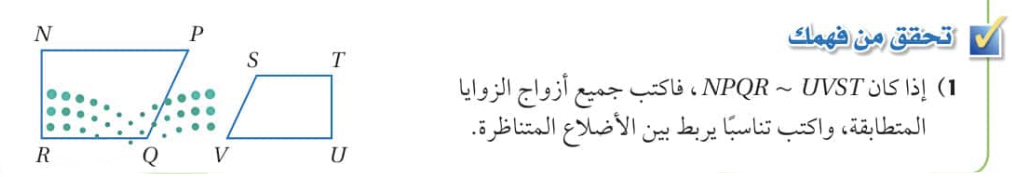 تحقق من فهمك
1) إذا كان NPQR ~ UVST ، فاكتب جميع أزواج الزوايا
المتطابقة، واكتب تناسبًا يربط بين الأضلاع المتناظرة.
N P
S T
R Q V U